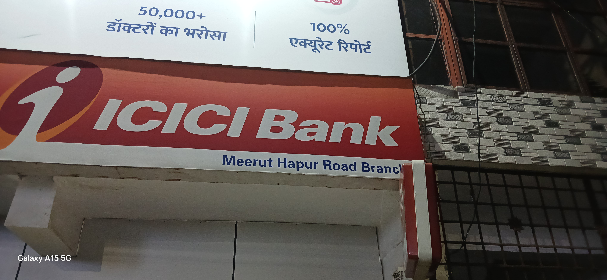 50,000+
डॉक्टरों का भरोसा
100%
एक्यूरेट रिपोर्ट
i ICICI Bank
Meerut Hapur Road Branch
Galaxy A15 5G